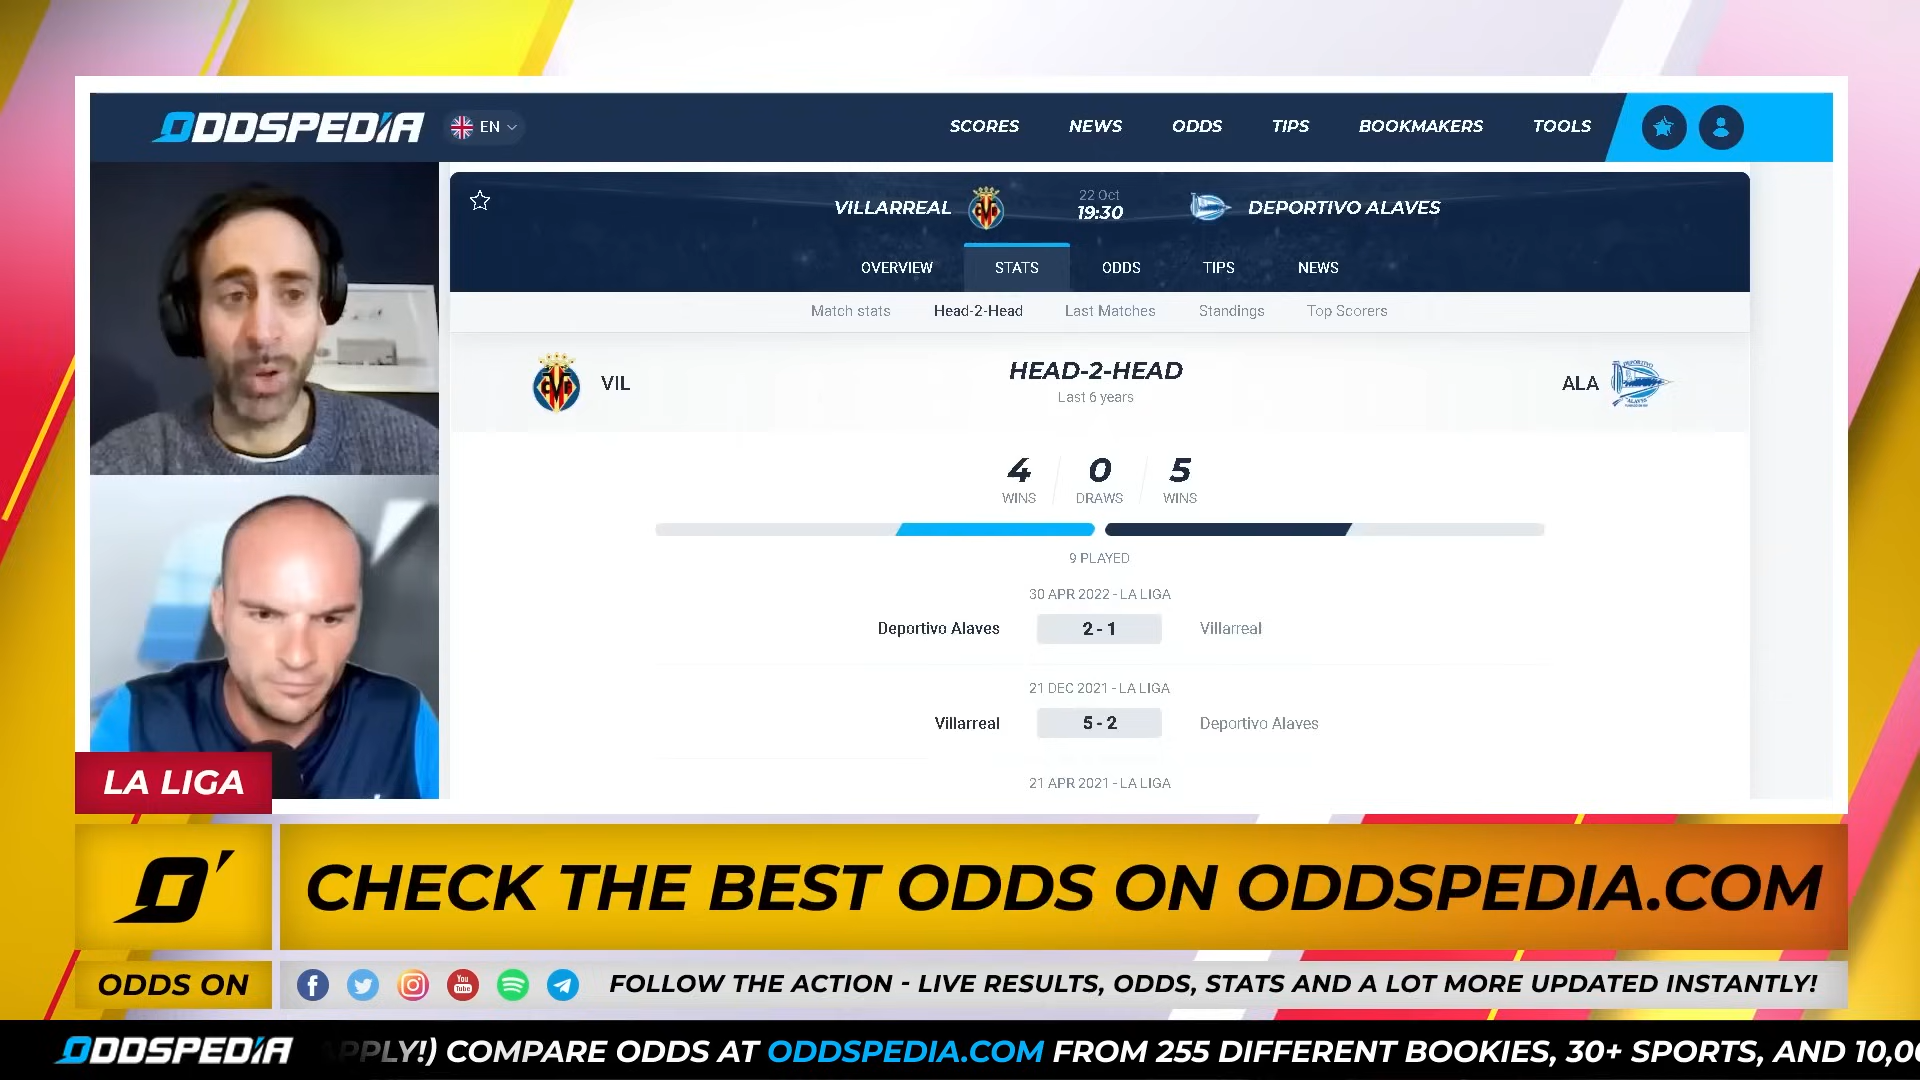 ODDSPEDIA
EN
SCORES NEWS ODDS TIPS BOOKMAKERS TOOLS
VILLARREAL
22 Oct
19:30
DEPORTIVO ALAVES
OVERVIEW STATS ODDS TIPS NEWS
Match stats Head-2-Head Last Matches Standings Top Scorers
VIL
HEAD-2-HEAD
Last 6 years
ALA
4 0 5
WINS DRAWS WINS
9 PLAYED
30 APR 2022 - LA LIGA
Deportivo Alaves 2 - 1 Villarreal
21 DEC 2021 - LA LIGA
Villarreal 5 - 2 Deportivo Alaves
21 APR 2021 - LA LIGA
LA LIGA
CHECK THE BEST ODDS ON ODDSPEDIA.COM
ODDS ON
FOLLOW THE ACTION - LIVE RESULTS, ODDS, STATS AND A LOT MORE UPDATED INSTANTLY!
ODDSPEDIA
APPLY!) COMPARE ODDS AT ODDSPEDIA.COM FROM 255 DIFFERENT BOOKIES, 30+ SPORTS, AND 10,00